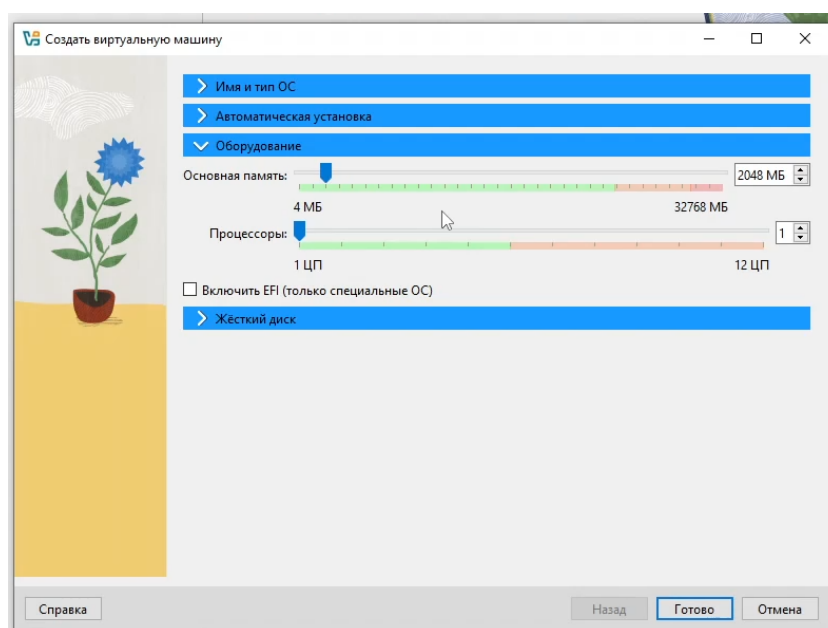 Создать виртуальную машину
Имя и тип ОС
Автоматическая установка
Оборудование
Основная память: 2048 МБ
4 МБ 32768 МБ
Процессоры: 1
1 ЦП 12 ЦП
Включить EFI (только специальные ОС)
Жёсткий диск
Справка Назад Готово Отмена